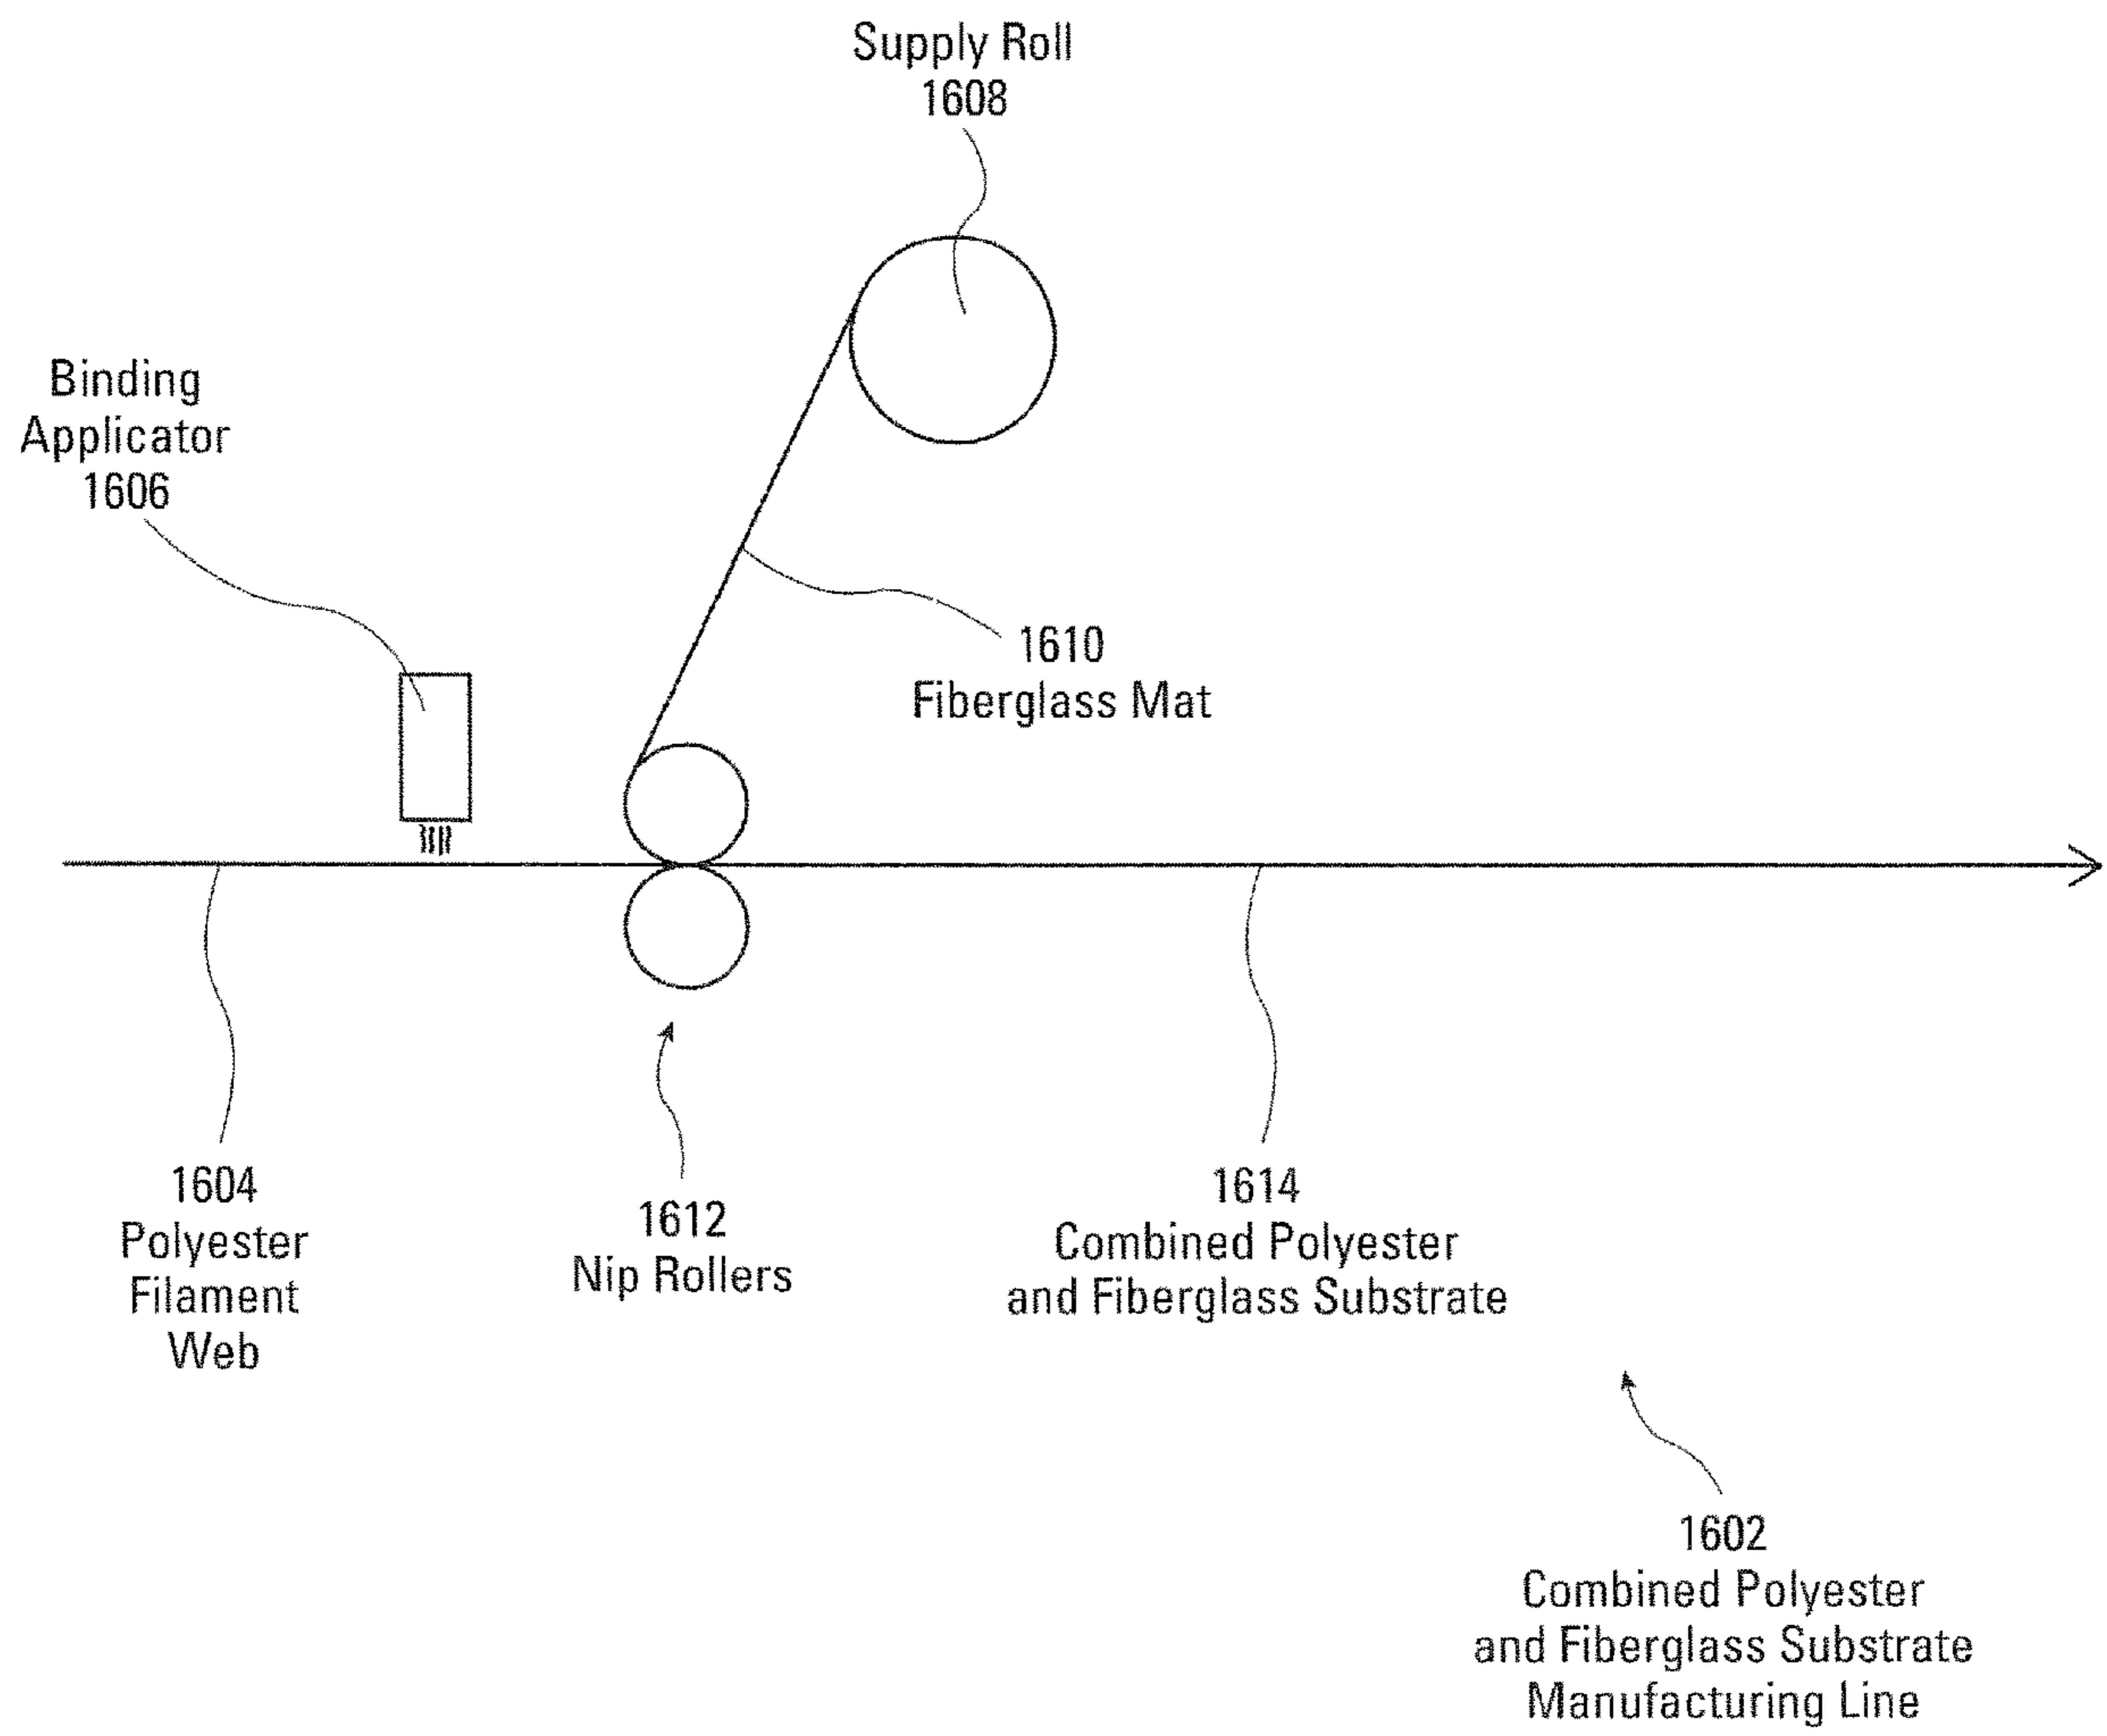 Supply Roll
1608
Binding
Applicator
1606
1610
Fiberglass Mat
1604
Polyester
Filament
Web
1612
Nip Rollers
1614
Combined Polyester
and Fiberglass Substrate
1602
Combined Polyester
and Fiberglass Substrate
Manufacturing Line